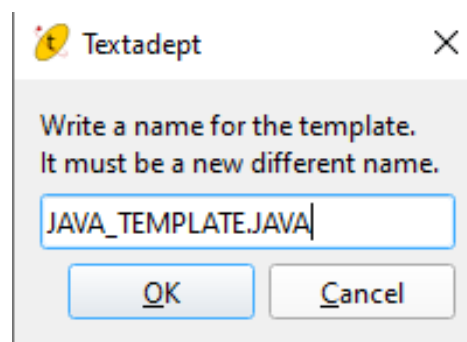 Textadept
Write a name for the template.
It must be a new different name.
JAVA_TEMPLATE.JAVA
OK
Cancel